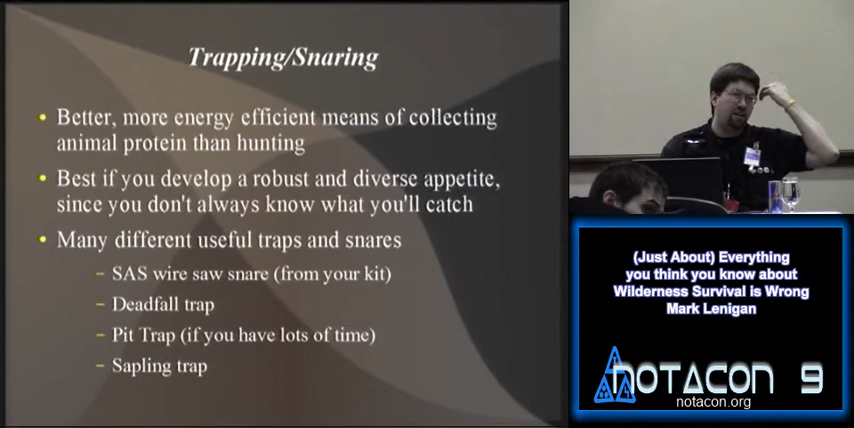 Trapping/Snaring
• Better, more energy efficient means of collecting
animal protein than hunting
• Best if you develop a robust and diverse appetite,
since you don't always know what you'll catch
• Many different useful traps and snares
– SAS wire saw snare (from your kit)
– Deadfall trap
– Pit Trap (if you have lots of time)
– Sapling trap
(Just About) Everything
you think you know about
Wilderness Survival is Wrong
Mark Lenigan
NOTACON 9
notacon.org